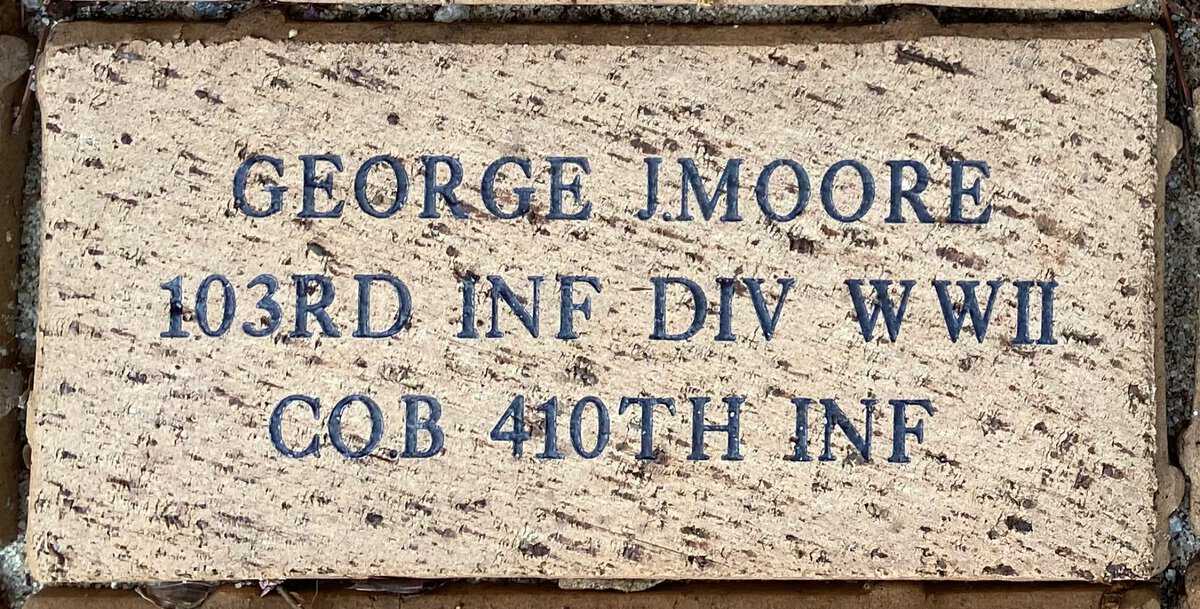 GEORGE J.MOORE
103RD INF DIV WWII
CO.B 410TH INF